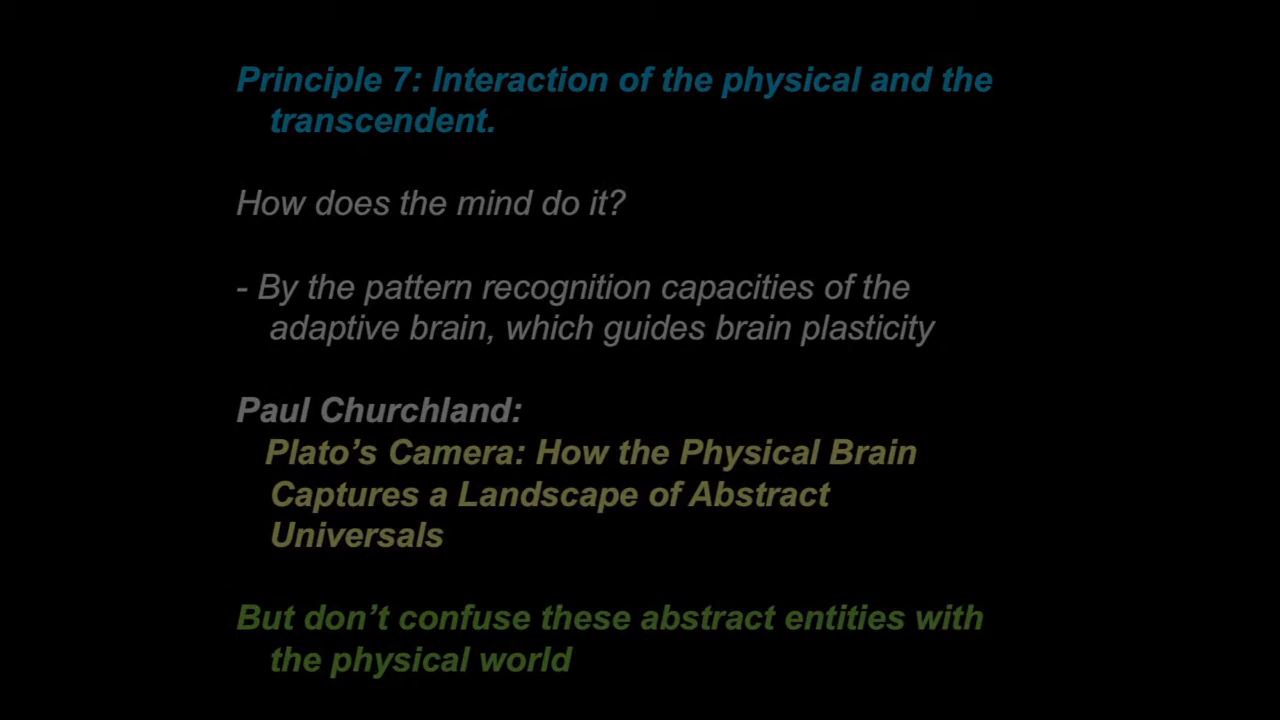 Principle 7: Interaction of the physical and the
transcendent.
How does the mind do it?
- By the pattern recognition capacities of the
adaptive brain, which guides brain plasticity
Paul Churchland:
Plato’s Camera: How the Physical Brain
Captures a Landscape of Abstract
Universals
But don’t confuse these abstract entities with
the physical world